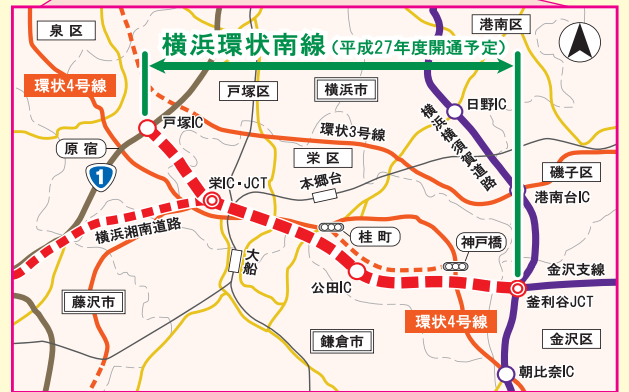 泉区
港南区
横浜環状南線（平成27年度開通予定）
環状4号線
戸塚区
横浜市
日野IC
戸塚IC
環状3号線
横浜横須賀道路
原宿
1
栄区
本郷台
磯子区
栄IC・JCT
港南台IC
横浜湘南道路
桂町
神戸橋
大船
公田IC
金沢支線
釜利谷JCT
藤沢市
環状4号線
鎌倉市
金沢区
朝比奈IC